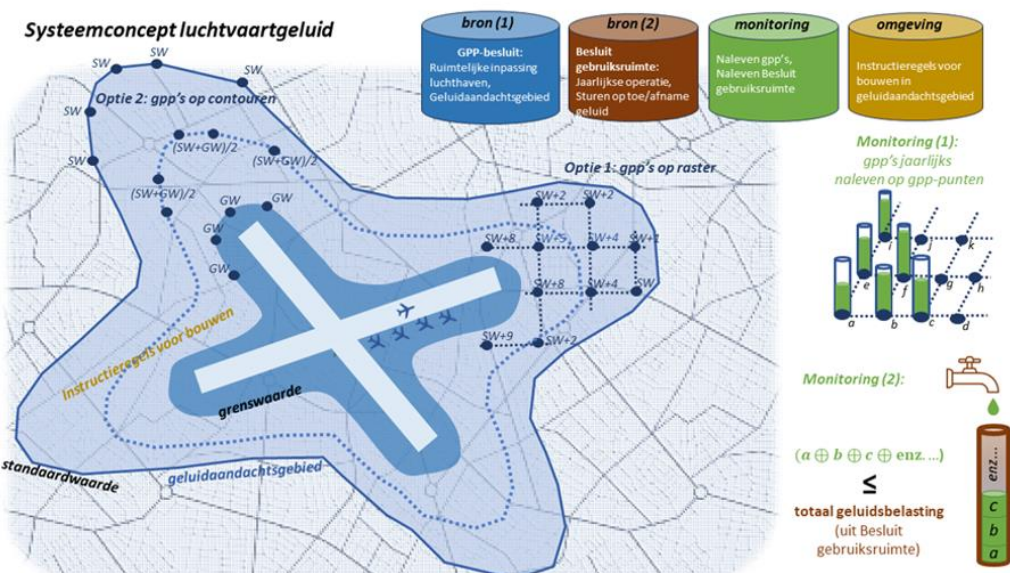 Systeemconcept luchtvaartgeluid
bron (1)
GPP-besluit:
Ruimtelijke inpassing
luchthaven,
Geluidaandachtsgebied
bron (2)
Besluit
gebruiksruimte:
Jaarlijkse operatie,
Sturen op toe/afname
geluid
monitoring
Naleven gpp's,
Naleven Besluit
gebruiksruimte
omgeving
Instructieregels voor
bouwen in
geluidaandachtsgebied
SW
SW
SW
SW
SW
Optie 2: gpp's op contouren
(SW+GW)/2
(SW+GW)/2
(SW+GW)/2
GW
GW
GW
GW
Optie 1: gpp's op raster
SW+2
SW+2
SW+8
SW+5
SW+4
SW+1
SW+8
SW+4
SW
SW+9
SW+2
Instructieregels voor bouwen
grenswaarde
standaardwaarde
geluidaandachtsgebied
Monitoring (1):
gpp's jaarlijks
naleven op gpp-punten
i
j
k
e
f
g
h
a
b
c
d
Monitoring (2):
(a ⊕ b ⊕ c ⊕ enz. ...)
≤
totaal geluidsbelasting
(uit Besluit
gebruiksruimte)
enz...
c
b
a